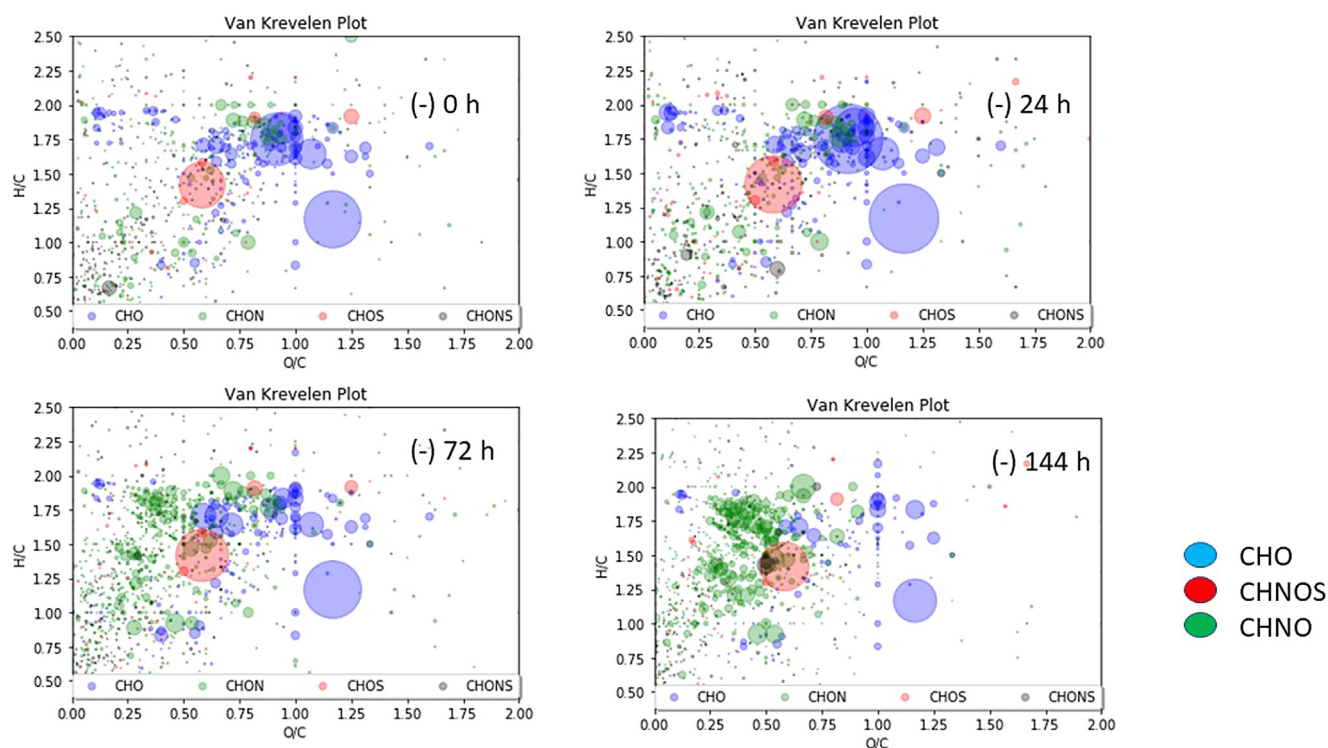 Van Krevelen Plot
(-) 0 h
2.50
2.25
2.00
1.75
1.50
1.25
1.00
0.75
0.50
H/C
CHO CHON CHOS CHONS
0.00 0.25 0.50 0.75 1.00 1.25 1.50 1.75 2.00
O/C
Van Krevelen Plot
(-) 24 h
2.50
2.25
2.00
1.75
1.50
1.25
1.00
0.75
0.50
H/C
CHO CHON CHOS CHONS
0.00 0.25 0.50 0.75 1.00 1.25 1.50 1.75 2.00
O/C
Van Krevelen Plot
(-) 72 h
2.50
2.25
2.00
1.75
1.50
1.25
1.00
0.75
0.50
H/C
CHO CHON CHOS CHONS
0.00 0.25 0.50 0.75 1.00 1.25 1.50 1.75 2.00
O/C
Van Krevelen Plot
(-) 144 h
2.50
2.25
2.00
1.75
1.50
1.25
1.00
0.75
0.50
H/C
CHO CHON CHOS CHONS
0.00 0.25 0.50 0.75 1.00 1.25 1.50 1.75 2.00
O/C
CHO
CHNOS
CHNO